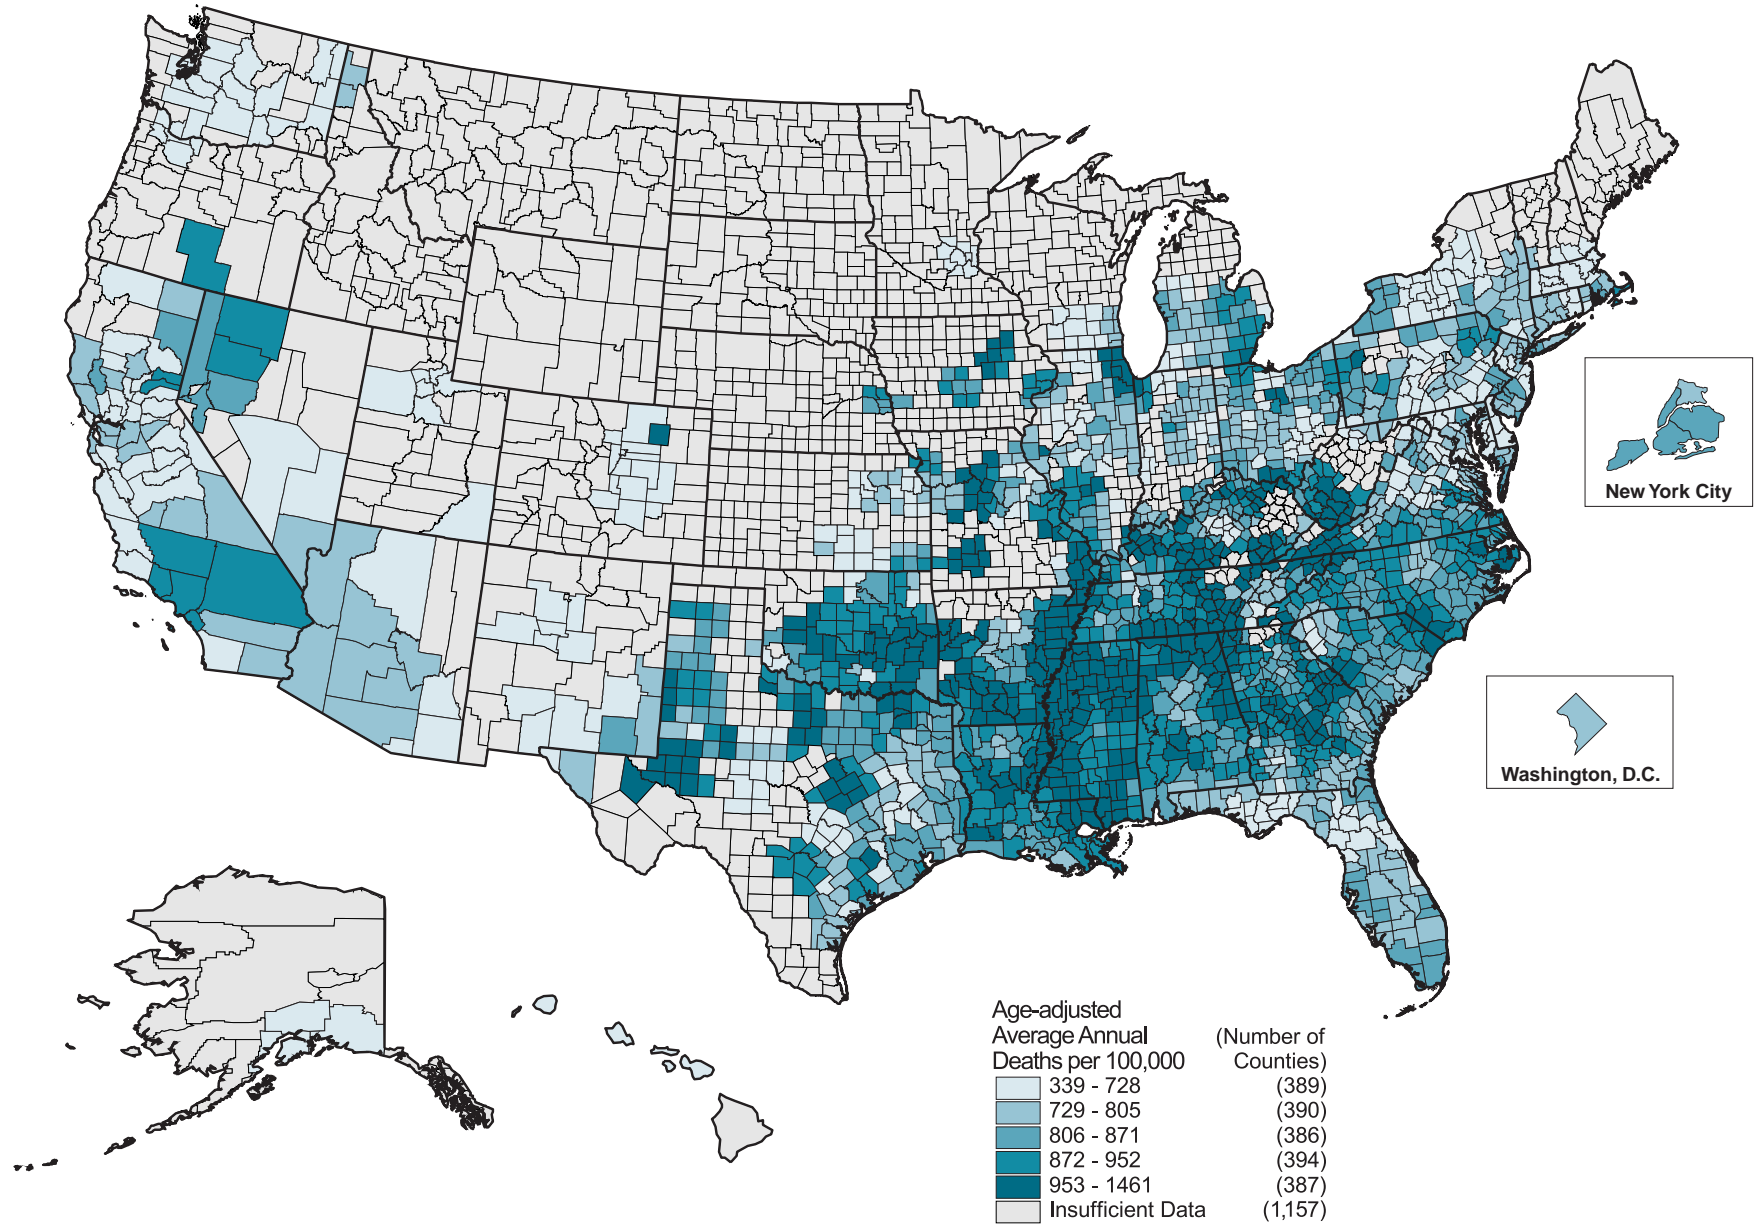 New York City
Washington, D.C.
Age-adjusted
Average Annual (Number of
Deaths per 100,000 Counties)
339 - 728 (389)
729 - 805 (390)
806 - 871 (386)
872 - 952 (394)
953 - 1461 (387)
Insufficient Data (1,157)